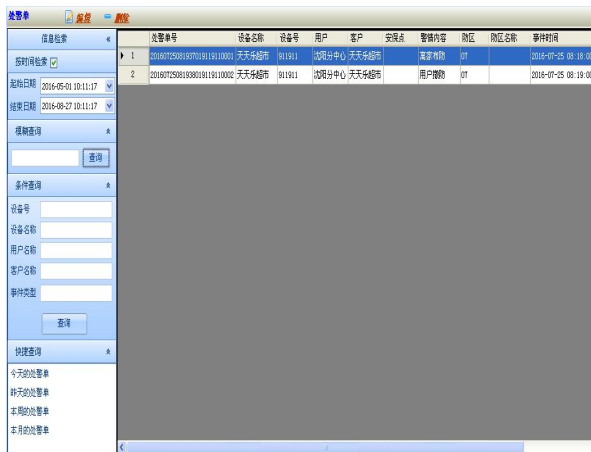 处警单 编辑 删除
信息检索 «
按时间检索
起始日期 2016-05-01 10:11:17
结束日期 2016-08-27 10:11:17
模糊查询
查询
条件查询
设备号
设备名称
用户名称
客户名称
事件类型
查询
快捷查询
今天的处警单
昨天的处警单
本周的处警单
本月的处警单
处警单号 设备名称 设备号 用户 客户 安保点 警情内容 防区 防区名称 事件时间
1 20160725081937019119110001 天天乐超市 911911 沈阳分中心 天天乐超市 离家布防 0T 2016-07-25 08:18:00
2 20160725081938019119110002 天天乐超市 911911 沈阳分中心 天天乐超市 用户撤防 0T 2016-07-25 08:19:00